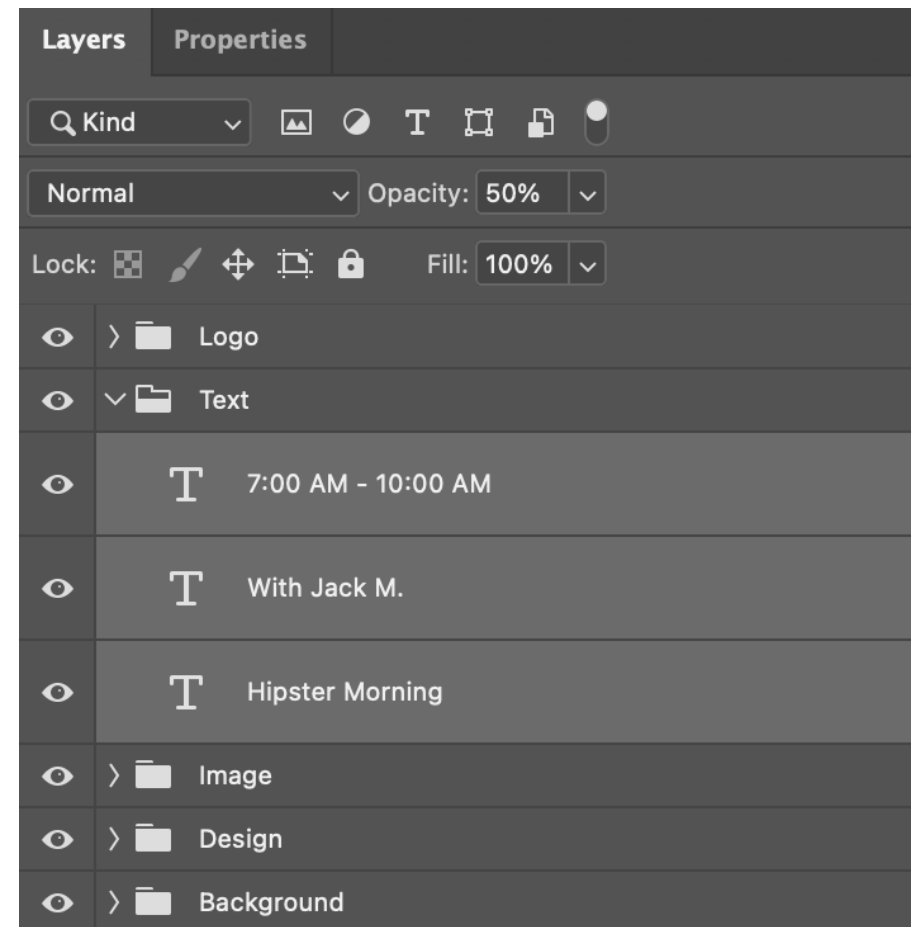 Layers Properties
Kind
Normal Opacity: 50%
Lock: Fill: 100%
Logo
Text
7:00 AM - 10:00 AM
With Jack M.
Hipster Morning
Image
Design
Background